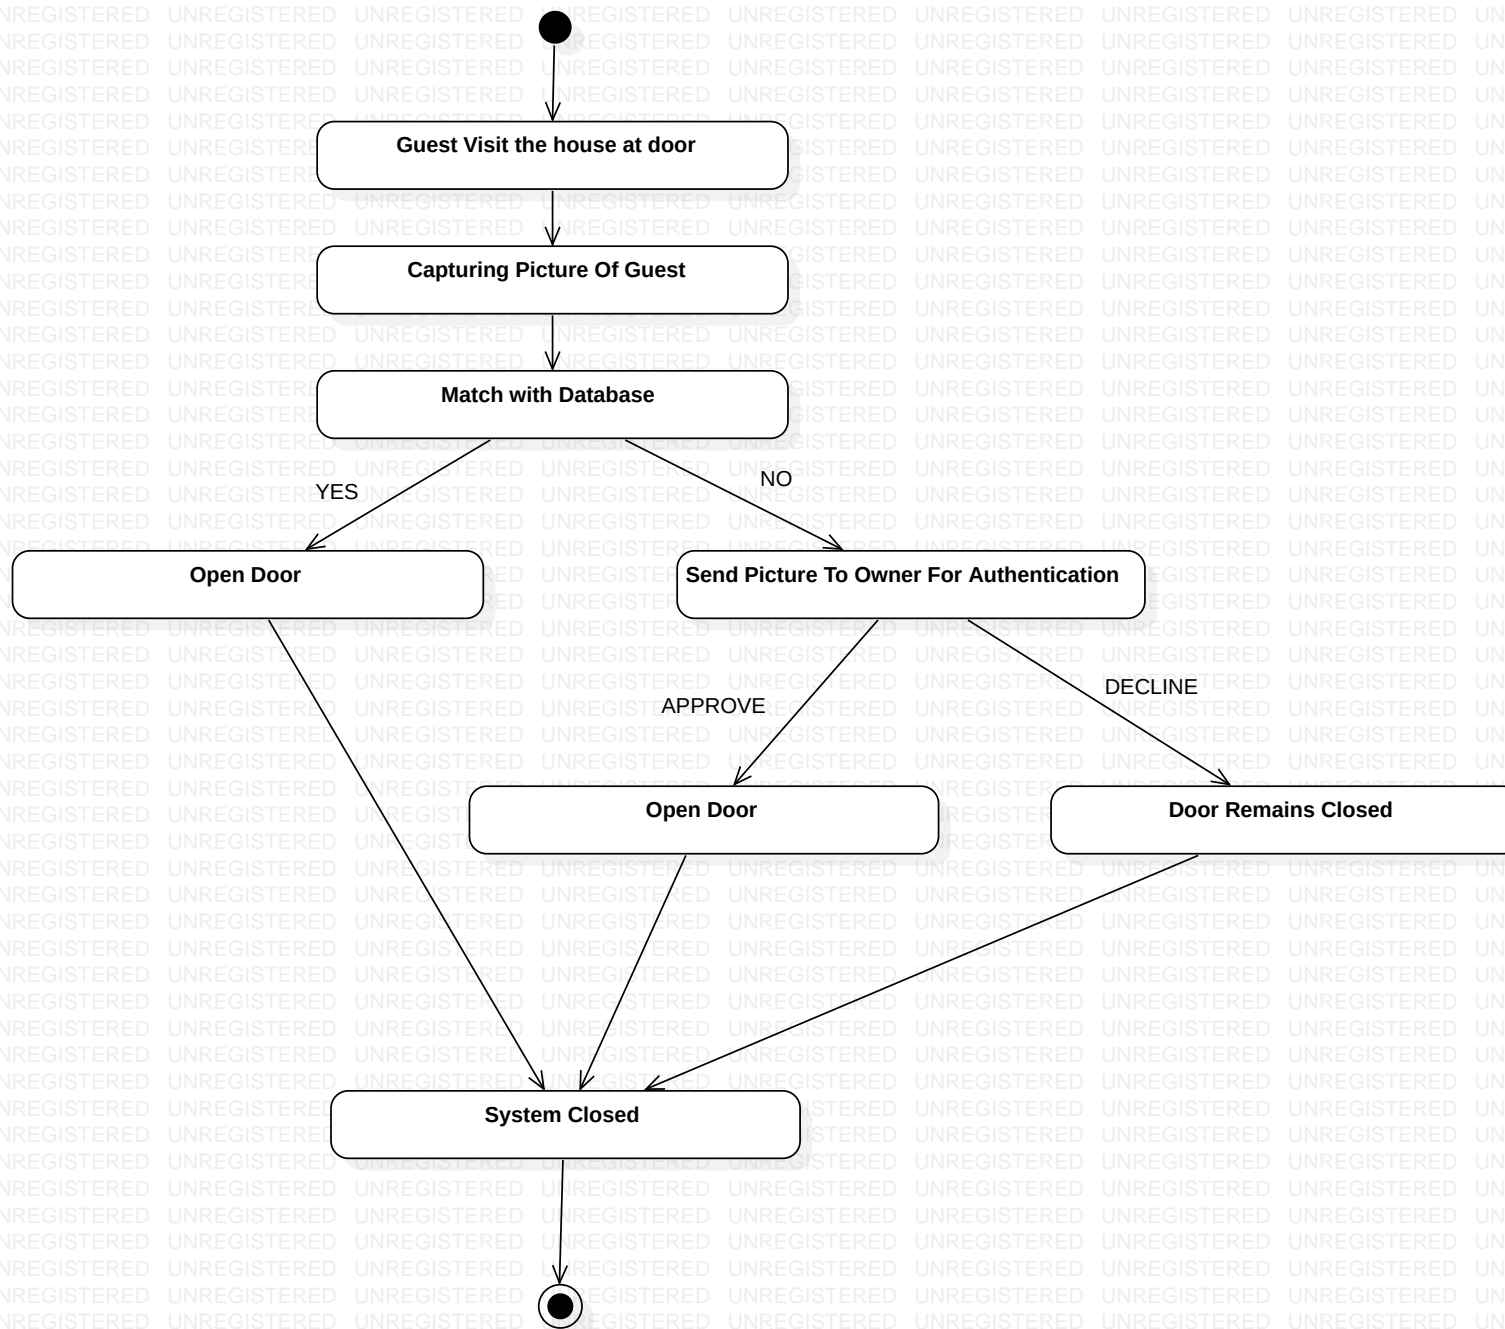 Guest Visit the house at door
Capturing Picture Of Guest
Match with Database
YES
NO
Open Door
Send Picture To Owner For Authentication
APPROVE
DECLINE
Open Door
Door Remains Closed
System Closed
UNREGISTERED